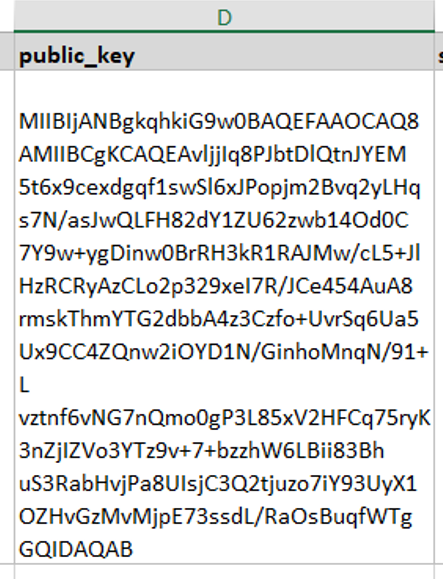 D
public_key
MIIBIjANBgkqhkiG9w0BAQEFAAOCAQ8
AMIIBCgKCAQEAvljjIq8PJbtDlQtnJYEM
5t6x9cexdgqf1swSl6xJPopjm2Bvq2yLHq
s7N/asJwQLFH82dY1ZU62zwb14Od0C
7Y9w+ygDinw0BrRH3kR1RAJMw/cL5+Jl
HzRCRyAzCLo2p329xeI7R/JCe454AuA8
rmskThmYTG2dbbA4z3Czfo+UvrSq6Ua5
Ux9CC4ZQnw2iOYD1N/GinhoMnqN/91+
L
vztnf6vNG7nQmo0gP3L85xV2HFCq75ryK
3nZjIZVo3YTz9v+7+bzzhW6LBii83Bh
uS3RabHvjPa8UIsjC3Q2tjuzo7iY93UyX1
OZHvGzMvMjpE73ssdL/RaOsBuqfWTg
GQIDAQAB